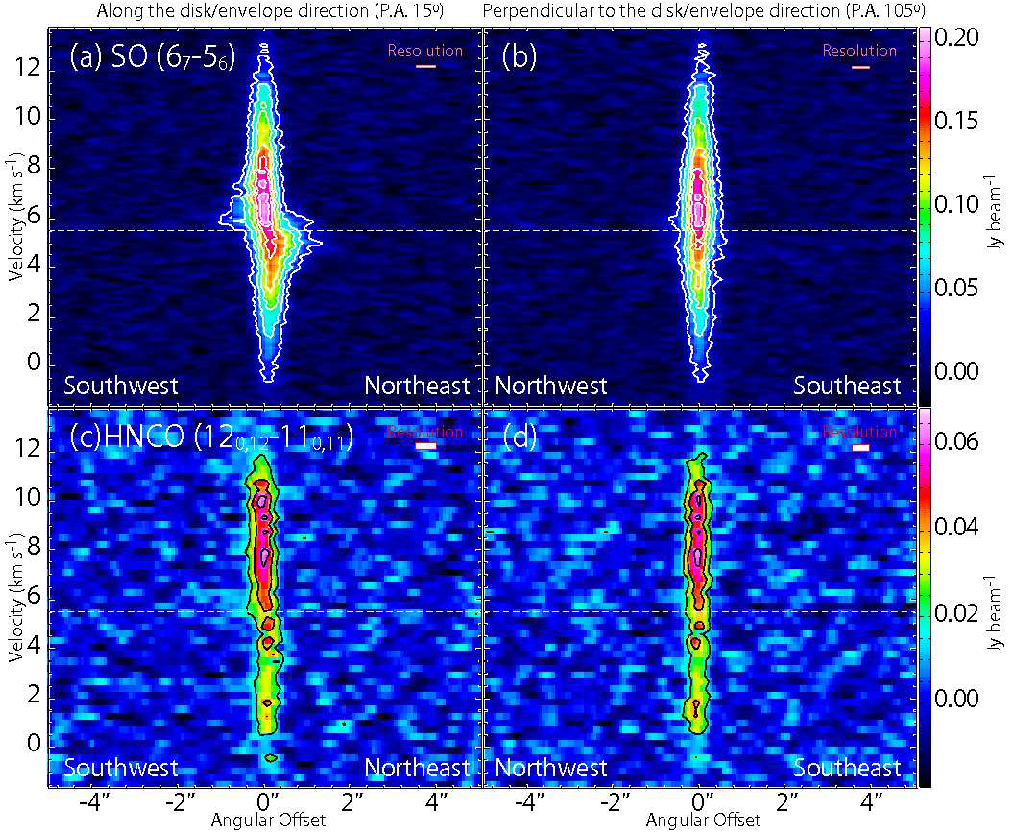 Along the disk/envelope direction (P.A. 15º) Perpendicular to the disk/envelope direction (P.A. 105º)
(a) SO (6₇–5₆) Resolution (b) Resolution
12
10
8
6
4
2
0
Velocity (km s⁻¹)
Southwest Northeast Northwest Southeast
0.20
0.15
0.10
0.05
0.00
Jy beam⁻¹
(c) HNCO (12₀,₁₂–11₀,₁₁) Resolution (d) Resolution
12
10
8
6
4
2
0
Velocity (km s⁻¹)
Southwest Northeast Northwest Southeast
0.06
0.04
0.02
0.00
Jy beam⁻¹
-4” -2” 0” 2” 4” -4” -2” 0” 2” 4”
Angular Offset Angular Offset